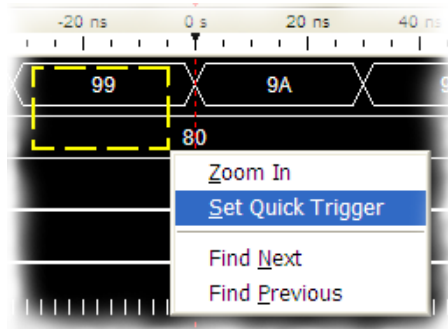 -20 ns 0 s 20 ns 40 ns
99 9A 9
80
Zoom In
Set Quick Trigger
Find Next
Find Previous